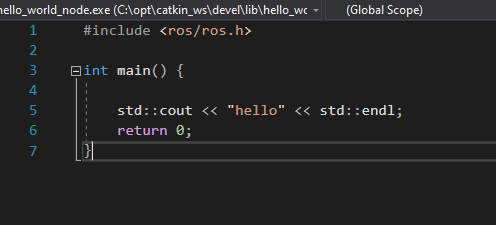 hello_world_node.exe (C:\opt\catkin_ws\devel\lib\hello_wc (Global Scope)
1 #include <ros/ros.h>
2
3 int main() {
4
5 std::cout << "hello" << std::endl;
6 return 0;
7 }